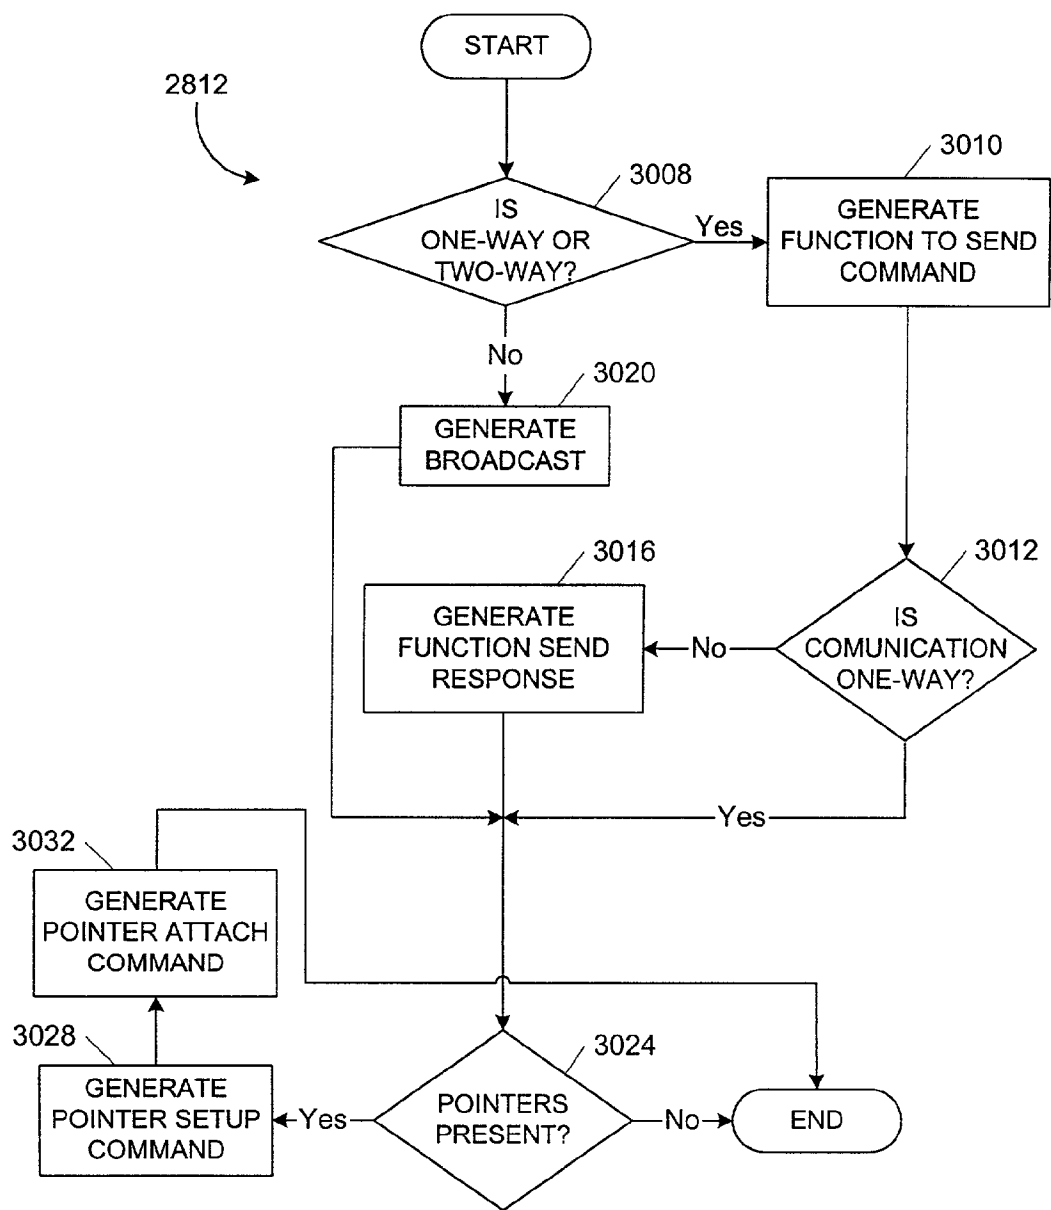 START
2812
3008
3010
IS
ONE-WAY OR
TWO-WAY?
Yes
GENERATE
FUNCTION TO SEND
COMMAND
No
3020
GENERATE
BROADCAST
3016
3012
GENERATE
FUNCTION SEND
RESPONSE
No
IS
COMUNICATION
ONE-WAY?
Yes
3032
GENERATE
POINTER ATTACH
COMMAND
3028
3024
GENERATE
POINTER SETUP
COMMAND
Yes
POINTERS
PRESENT?
No
END